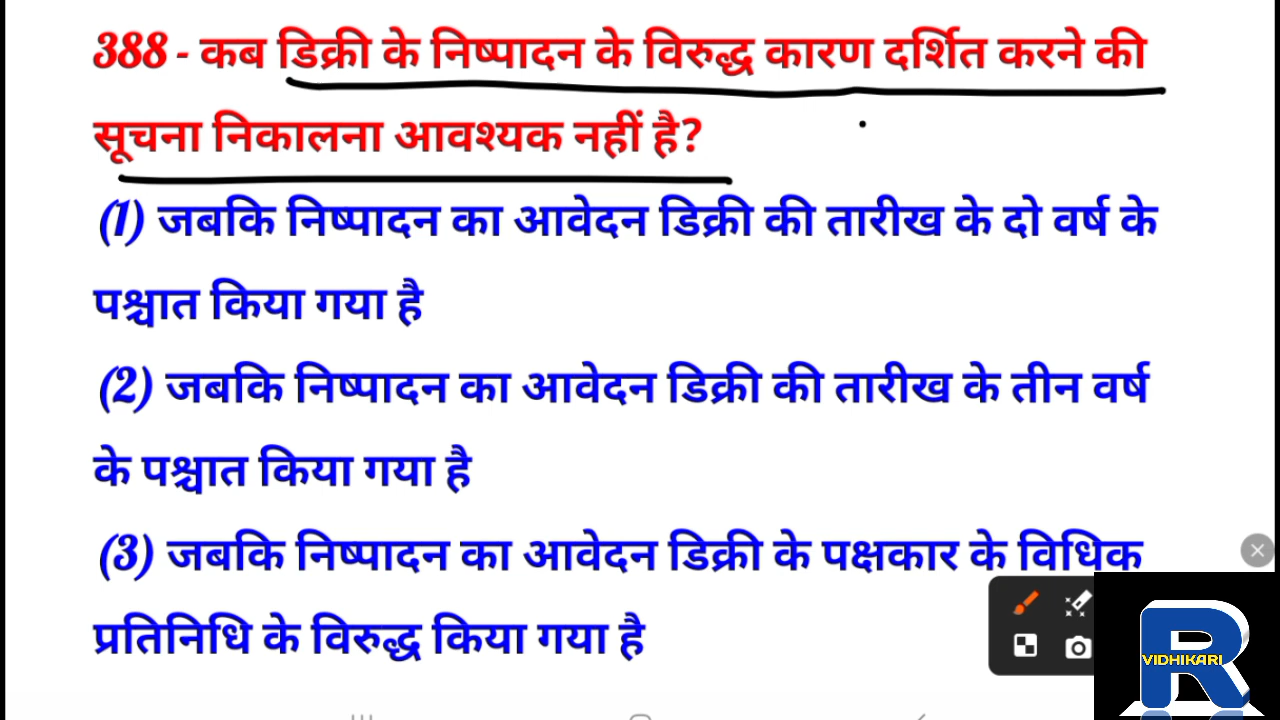 388 - कब डिक्री के निष्पादन के विरुद्ध कारण दर्शित करने की
सूचना निकालना आवश्यक नहीं है?
(1) जबकि निष्पादन का आवेदन डिक्री की तारीख के दो वर्ष के
पश्चात किया गया है
(2) जबकि निष्पादन का आवेदन डिक्री की तारीख के तीन वर्ष
के पश्चात किया गया है
(3) जबकि निष्पादन का आवेदन डिक्री के पक्षकार के विधिक
प्रतिनिधि के विरुद्ध किया गया है
R
VIDHIKARI